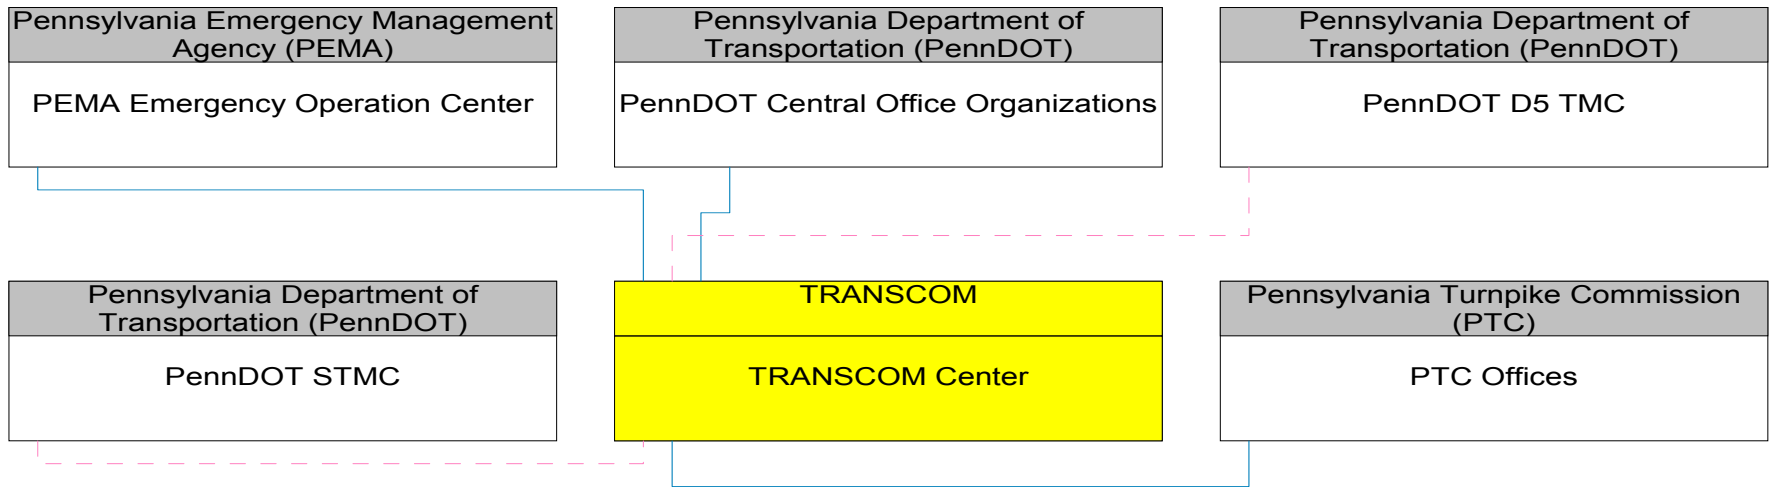 Pennsylvania Emergency Management
Agency (PEMA)
PEMA Emergency Operation Center
Pennsylvania Department of
Transportation (PennDOT)
PennDOT Central Office Organizations
Pennsylvania Department of
Transportation (PennDOT)
PennDOT D5 TMC
Pennsylvania Department of
Transportation (PennDOT)
PennDOT STMC
TRANSCOM
TRANSCOM Center
Pennsylvania Turnpike Commission
(PTC)
PTC Offices